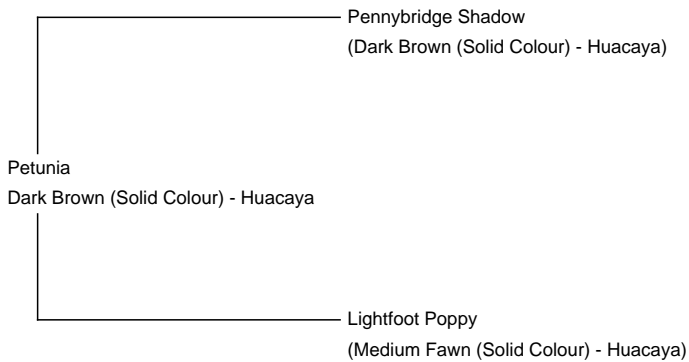 Pennybridge Shadow
(Dark Brown (Solid Colour) - Huacaya)
Petunia
Dark Brown (Solid Colour) - Huacaya
Lightfoot Poppy
(Medium Fawn (Solid Colour) - Huacaya)